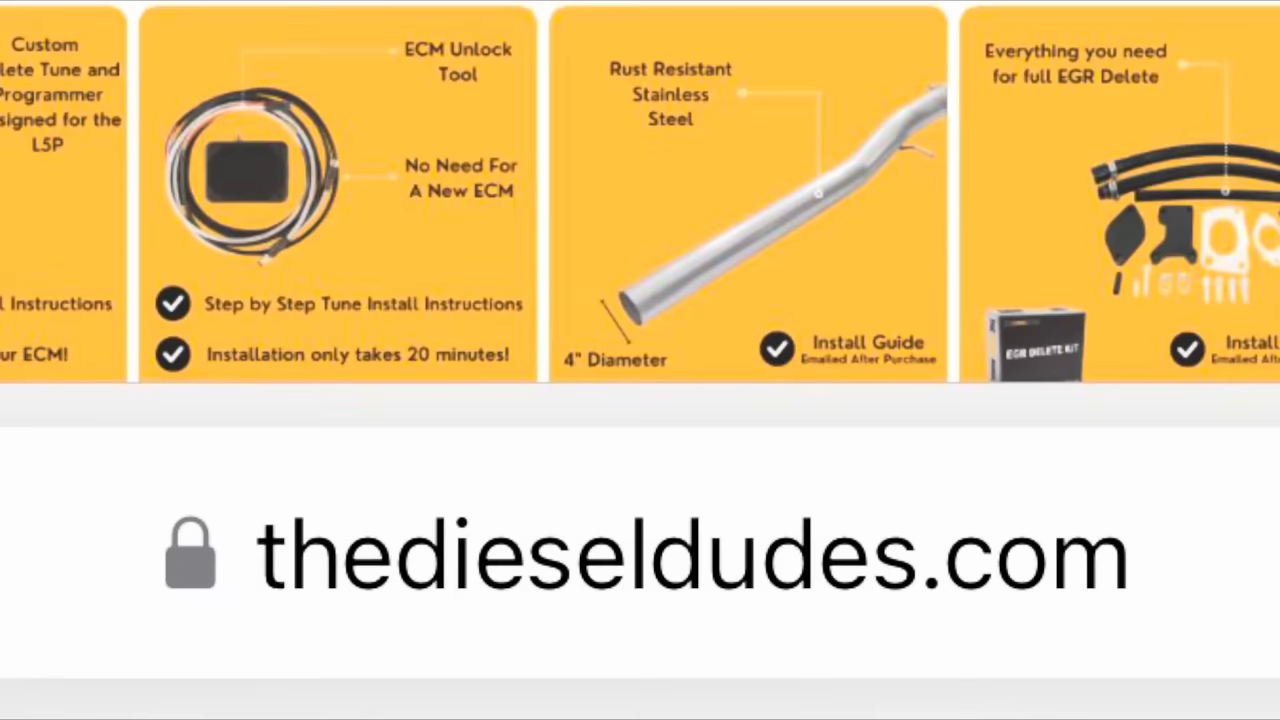 Custom
lete Tune and
Programmer
signed for the
L5P
l Instructions
ur ECM!
ECM Unlock
Tool
No Need For
A New ECM
Step by Step Tune Install Instructions
Installation only takes 20 minutes!
Rust Resistant
Stainless
Steel
4" Diameter
Install Guide
Emailed After Purchase
Everything you need
for full EGR Delete
EGR DELETE KIT
Install
Emailed Aft
thedieseldudes.com